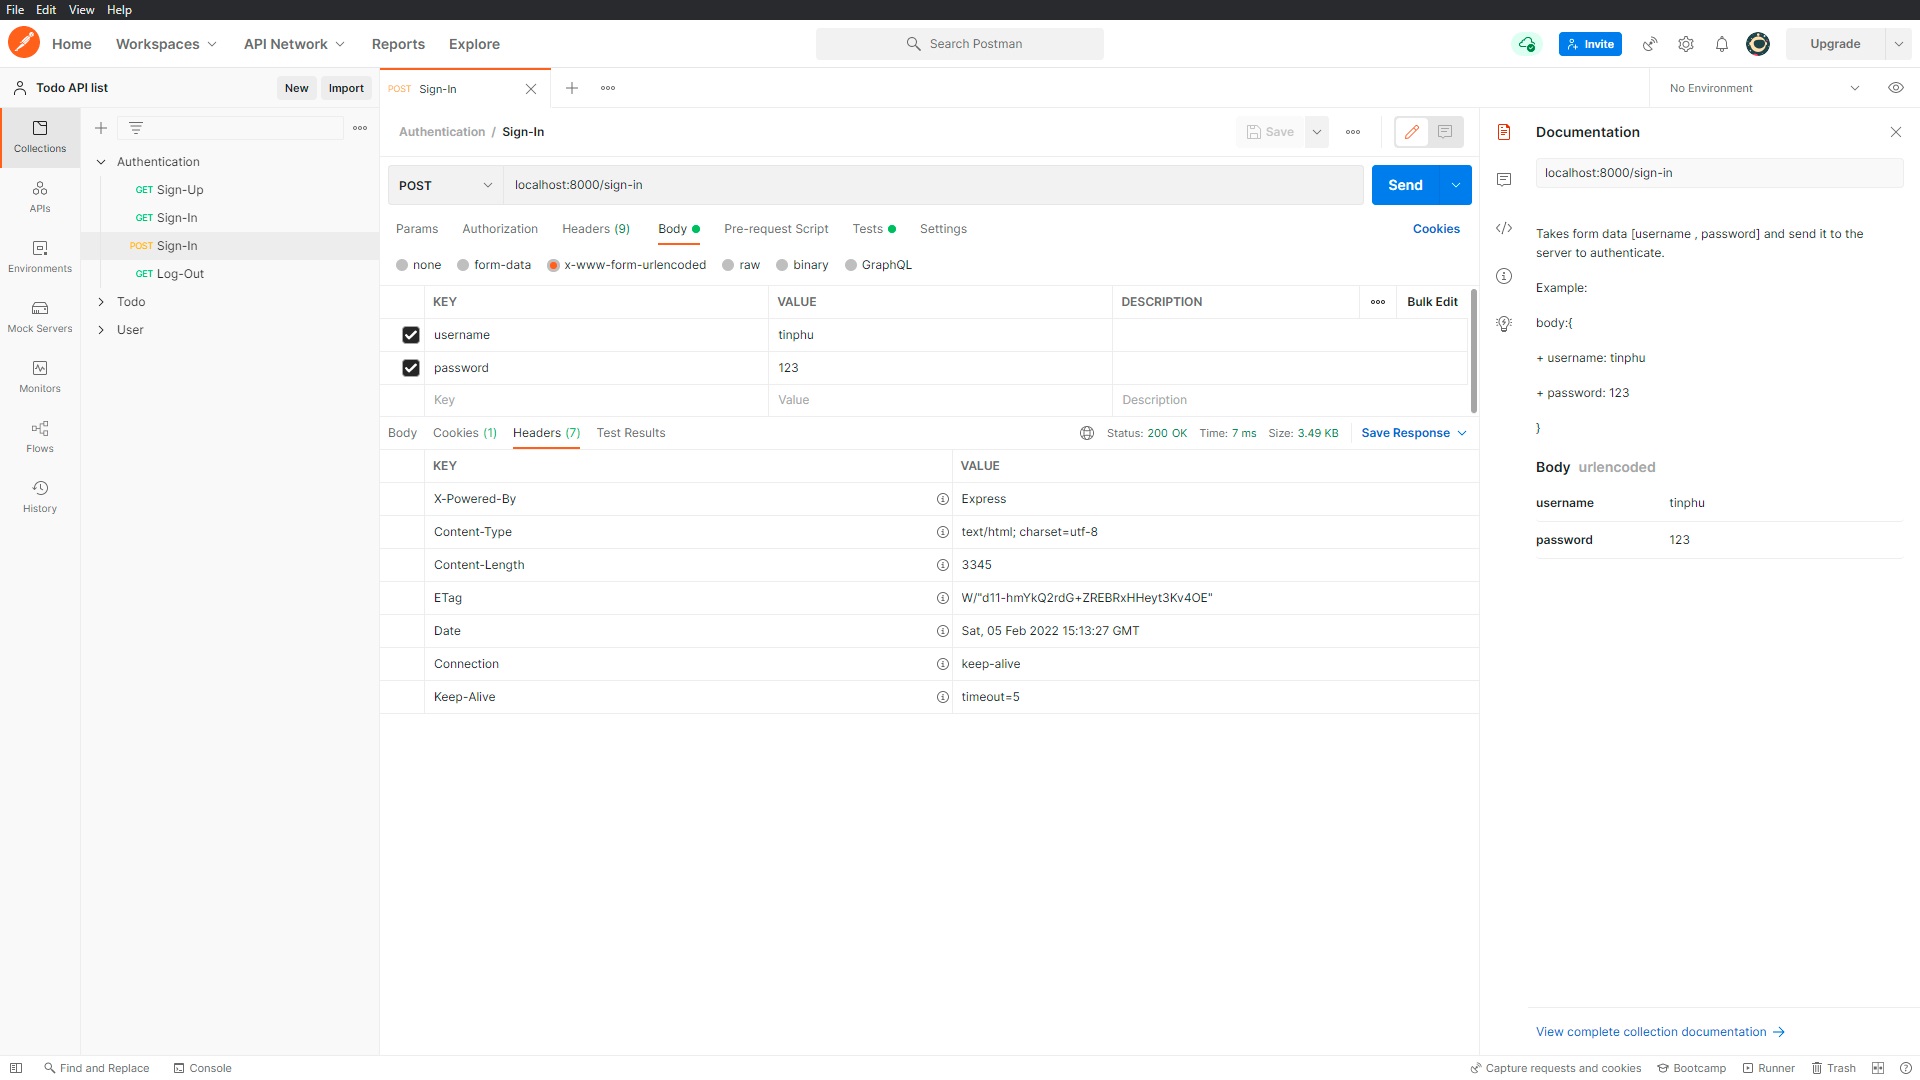 File Edit View Help
Home Workspaces API Network Reports Explore
Search Postman
Invite
Upgrade
Todo API list
New Import
POST Sign-In
No Environment
Collections
APIs
Environments
Mock Servers
Monitors
Flows
History
Authentication
GET Sign-Up
GET Sign-In
POST Sign-In
GET Log-Out
Todo
User
Authentication / Sign-In
Save
POST localhost:8000/sign-in
Send
Params Authorization Headers (9) Body Pre-request Script Tests Settings
Cookies
none form-data x-www-form-urlencoded raw binary GraphQL
KEY VALUE DESCRIPTION Bulk Edit
username tinphu
password 123
Key Value Description
Body Cookies (1) Headers (7) Test Results
Status: 200 OK Time: 7 ms Size: 3.49 KB Save Response
KEY VALUE
X-Powered-By Express
Content-Type text/html; charset=utf-8
Content-Length 3345
ETag W/"d11-hmYkQ2rdG+ZREBRxHHeyt3Kv4OE"
Date Sat, 05 Feb 2022 15:13:27 GMT
Connection keep-alive
Keep-Alive timeout=5
Documentation
localhost:8000/sign-in
Takes form data [username , password] and send it to the
server to authenticate.
Example:
body:{
+ username: tinphu
+ password: 123
}
Body urlencoded
username tinphu
password 123
View complete collection documentation →
Find and Replace Console
Capture requests and cookies Bootcamp Runner Trash